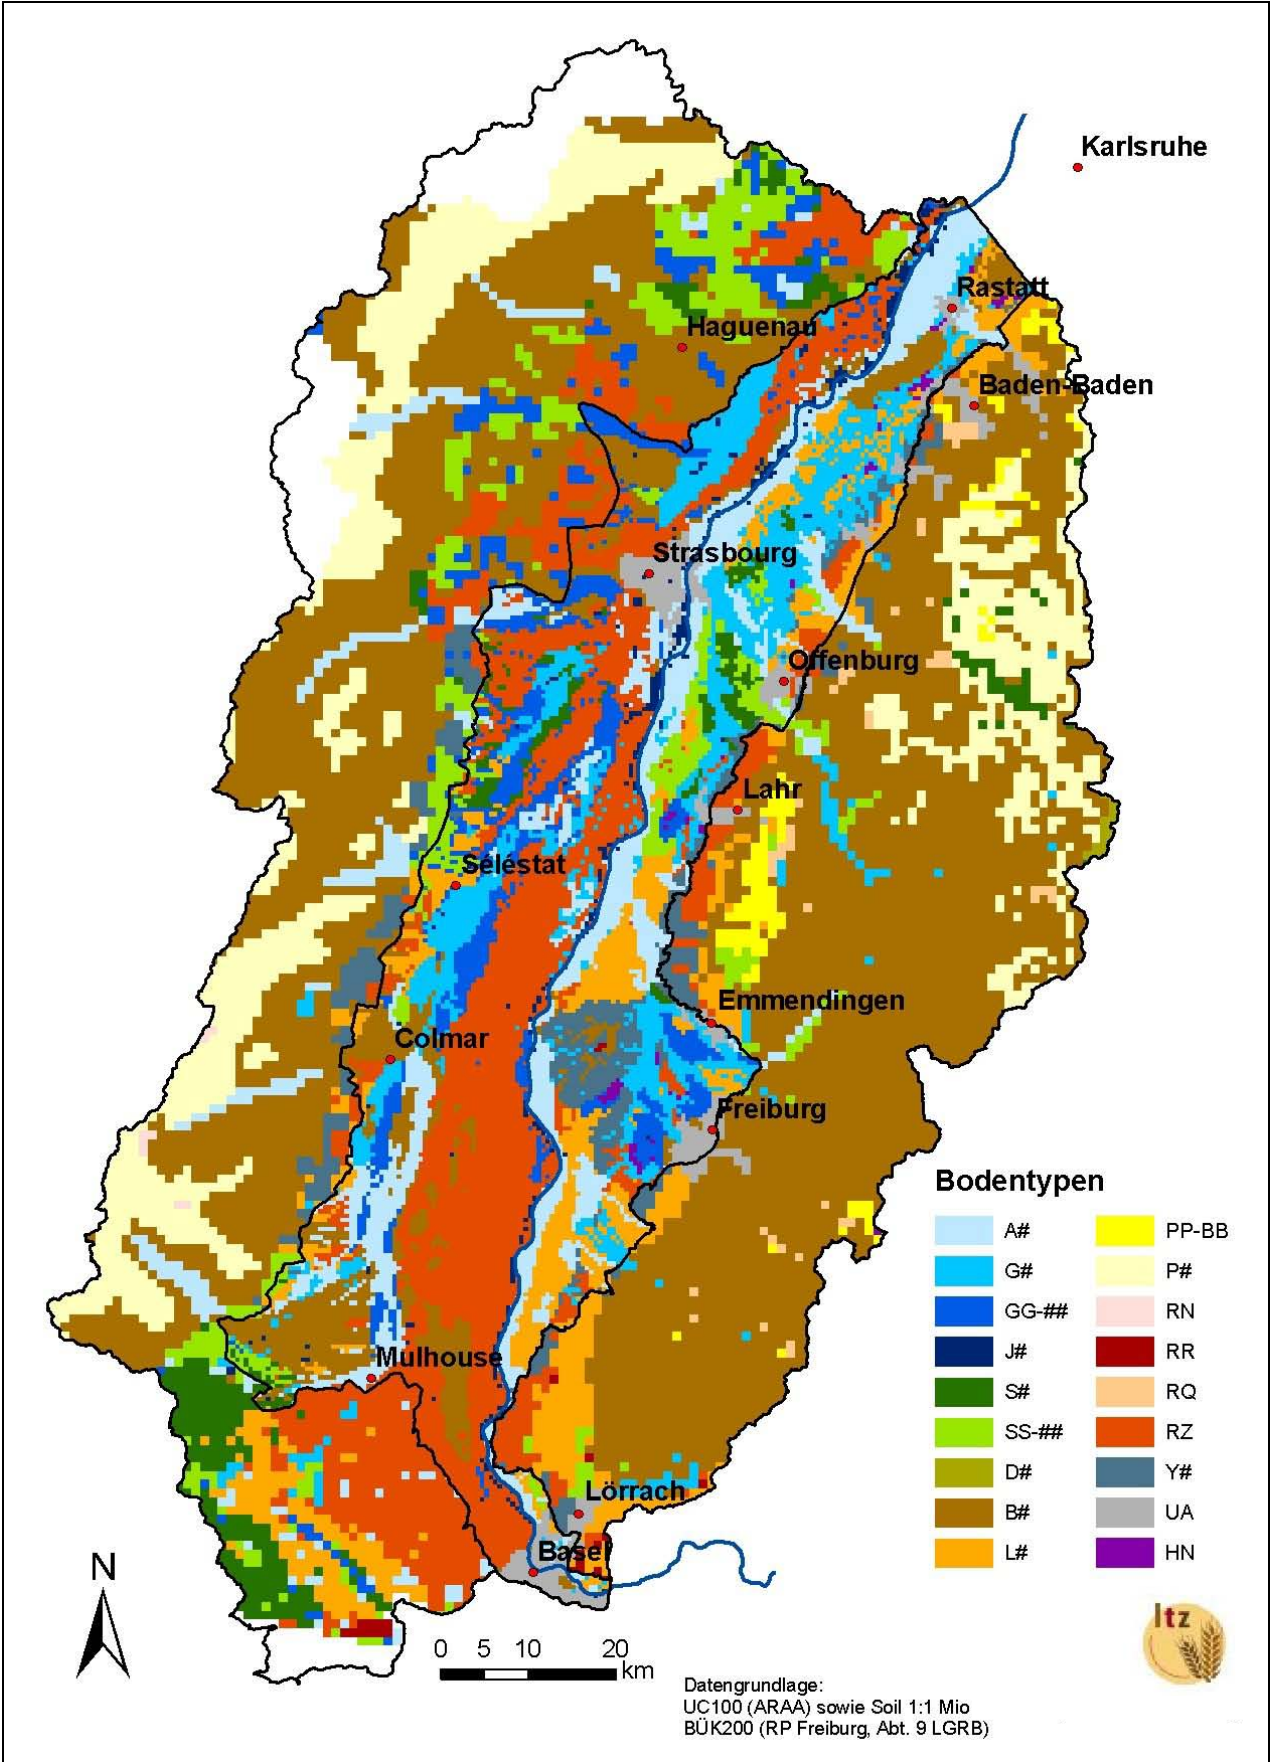 Karlsruhe
Rastatt
Haguenau
Baden-Baden
Strasbourg
Offenburg
Lahr
Séléstat
Emmendingen
Colmar
Freiburg
Mulhouse
Lörrach
Basel
Bodentypen
A# PP-BB
G# P#
GG-## RN
J# RR
S# RQ
SS-## RZ
D# Y#
B# UA
L# HN
N
0 5 10 20
km
ltz
Datengrundlage:
UC100 (ARAA) sowie Soil 1:1 Mio
BÜK200 (RP Freiburg, Abt. 9 LGRB)